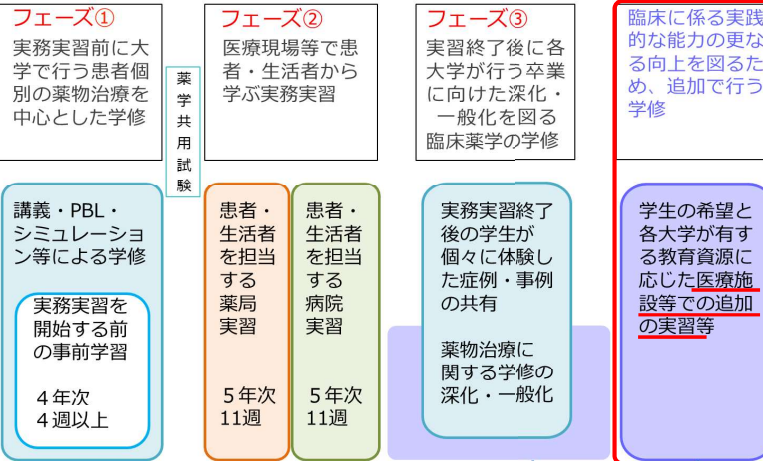 フェーズ①
実務実習前に大
学で行う患者個
別の薬物治療を
中心とした学修
薬
学
共
用
試
験
フェーズ②
医療現場等で患
者・生活者から
学ぶ実務実習
フェーズ③
実習終了後に各
大学が行う卒業
に向けた深化・
一般化を図る
臨床薬学の学修
臨床に係る実践
的な能力の更な
る向上を図るた
め、追加で行う
学修
講義・PBL・
シミュレーショ
ン等による学修
実務実習を
開始する前
の事前学習
４年次
４週以上
患者・
生活者
を担当
する
薬局
実習
５年次
11週
患者・
生活者
を担当
する
病院
実習
５年次
11週
実務実習終了
後の学生が
個々に体験し
た症例・事例
の共有
薬物治療に
関する学修の
深化・一般化
学生の希望と
各大学が有す
る教育資源に
応じた医療施
設等での追加
の実習等